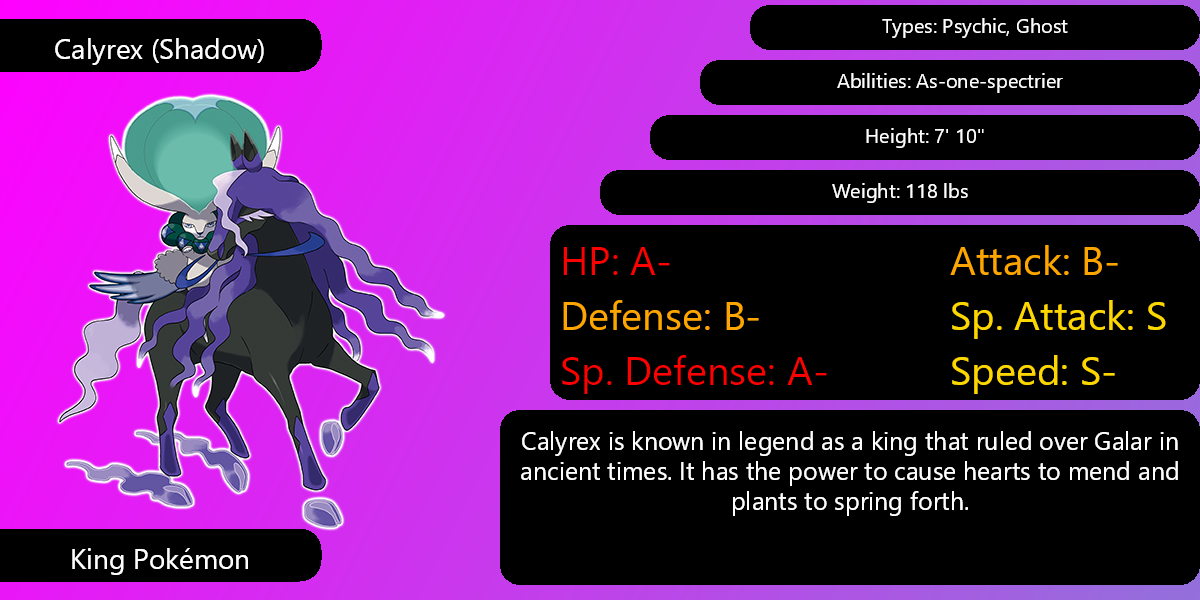 Calyrex (Shadow)
King Pokémon
Types: Psychic, Ghost
Abilities: As-one-spectrier
Height: 7' 10"
Weight: 118 lbs
HP: A-
Attack: B-
Defense: B-
Sp. Attack: S
Sp. Defense: A-
Speed: S-
Calyrex is known in legend as a king that ruled over Galar in
ancient times. It has the power to cause hearts to mend and
plants to spring forth.